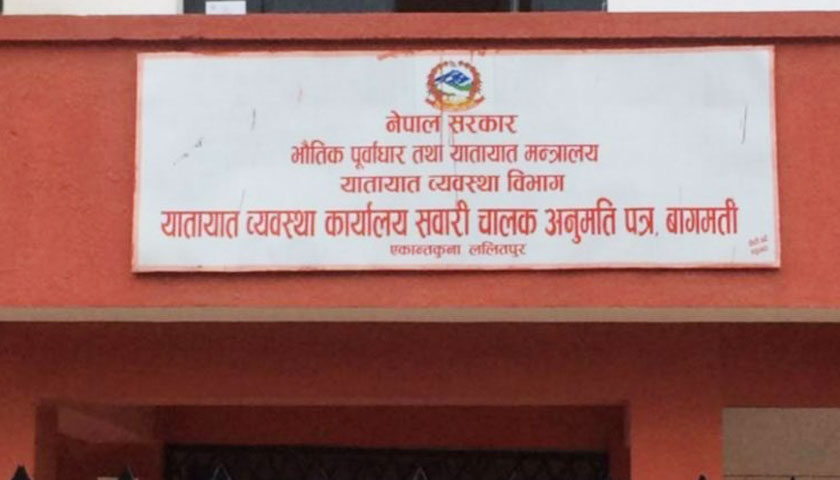 नेपाल सरकार
भौतिक पूर्वाधार तथा यातायात मन्त्रालय
यातायात व्यवस्था विभाग
यातायात व्यवस्था कार्यालय सवारी चालक अनुमति पत्र, बागमती
एकान्तकुना ललितपुर